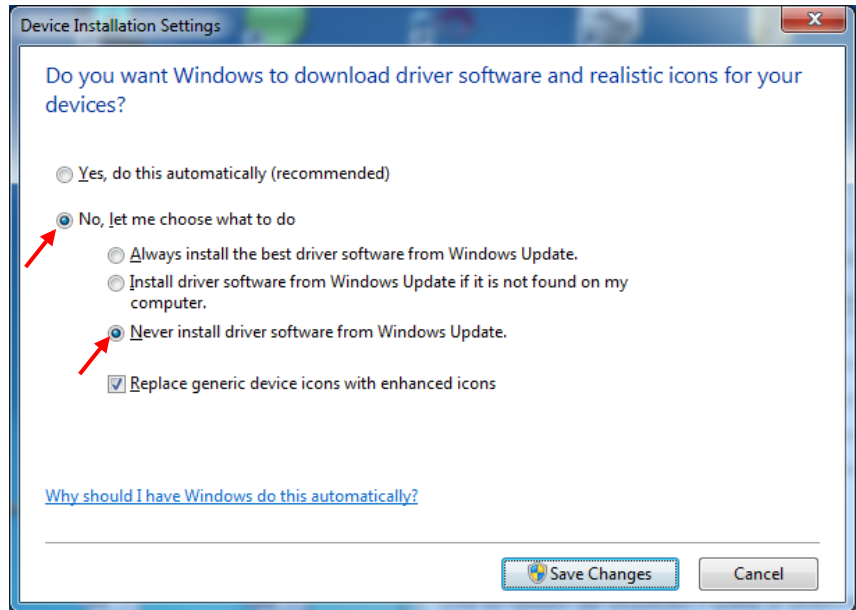 Device Installation Settings
Do you want Windows to download driver software and realistic icons for your
devices?
Yes, do this automatically (recommended)
No, let me choose what to do
Always install the best driver software from Windows Update.
Install driver software from Windows Update if it is not found on my
computer.
Never install driver software from Windows Update.
Replace generic device icons with enhanced icons
Why should I have Windows do this automatically?
Save Changes
Cancel